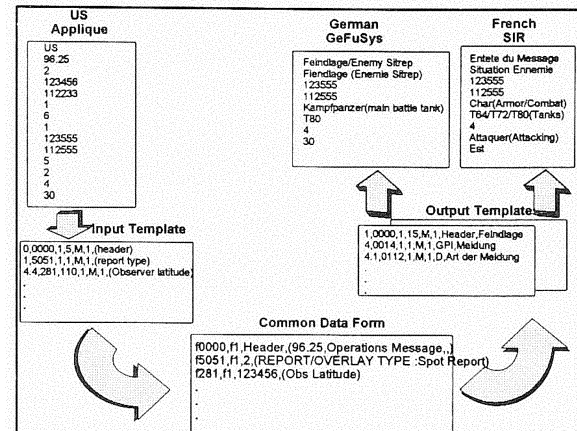 US
Applique
US
96.25
2
123456
112233
1
6
1
123555
112555
5
2
4
30
German
GeFuSys
Feindlage/Enemy Sitrep
Fiendlage (Enemie Sitrep)
123555
112555
Kampfpanzer(main battle tank)
T80
4
30
French
SIR
Entete du Message
Situation Ennemie
123555
112555
Char(Armor/Combat)
T64/T72/T80(Tanks)
4
Attaquer(Attacking)
Est
Input Template
0,0000,1,5,M,1,(header)
1,5051,1,1,M,1,(report type)
4.4,281,110,1,M,1,(Observer latitude)
.
.
.
Output Template
1,0000,1,15,M,1,Header,Feindlage
4,0014,1,1,M,1,GPI,Meldung
4.1,0112,1,M,1,D,Art der Meldung
.
.
.
Common Data Form
f0000,f1,Header,(96.25,Operations Message,,)
f5051,f1,2,(REPORT/OVERLAY TYPE :Spot Report)
f281,f1,123456,(Obs Latitude)
.
.
.